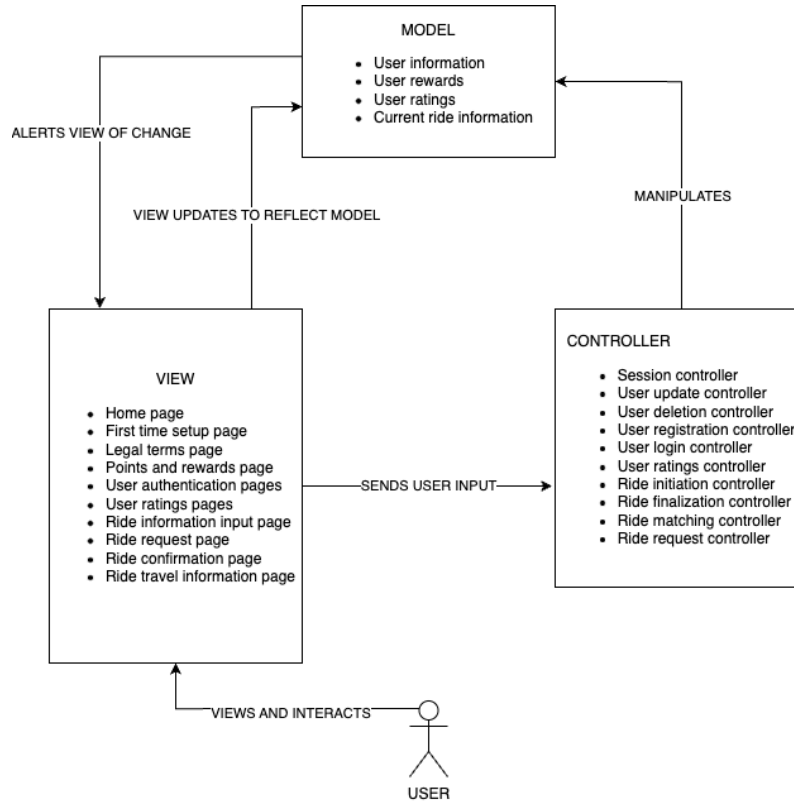 MODEL
User information
User rewards
User ratings
Current ride information
ALERTS VIEW OF CHANGE
VIEW UPDATES TO REFLECT MODEL
MANIPULATES
VIEW
Home page
First time setup page
Legal terms page
Points and rewards page
User authentication pages
User ratings pages
Ride information input page
Ride request page
Ride confirmation page
Ride travel information page
SENDS USER INPUT
CONTROLLER
Session controller
User update controller
User deletion controller
User registration controller
User login controller
User ratings controller
Ride initiation controller
Ride finalization controller
Ride matching controller
Ride request controller
VIEWS AND INTERACTS
USER